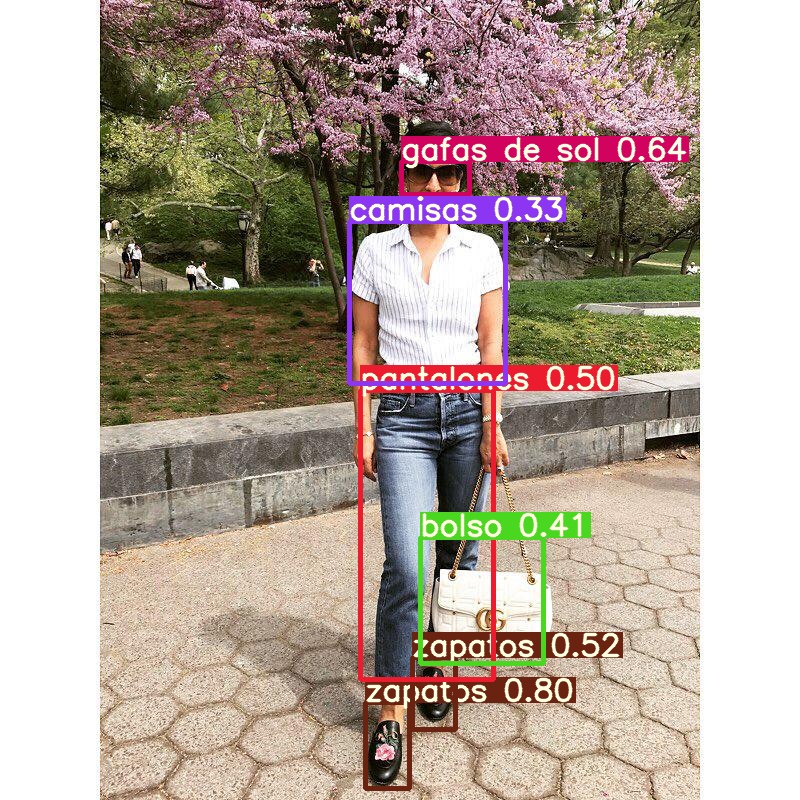 gafas de sol 0.64
camisas 0.33
pantalones 0.50
bolso 0.41
zapatos 0.52
zapatos 0.80